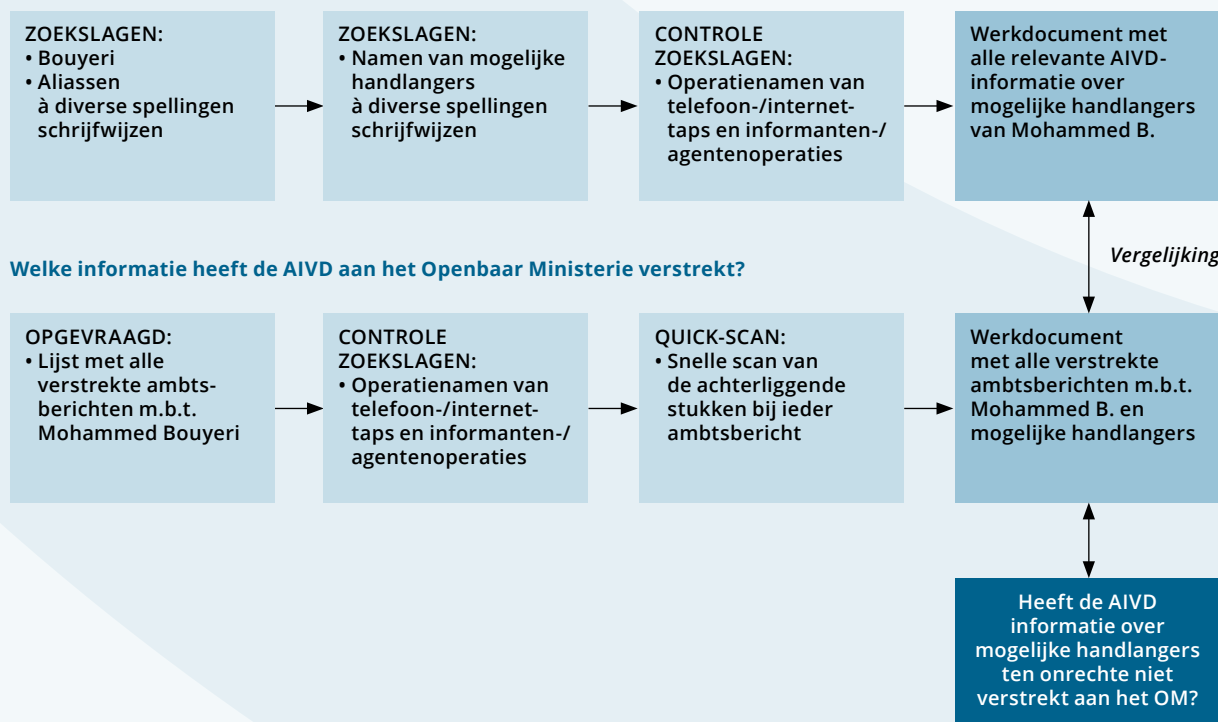 ZOEKSLAGEN:
• Bouyeri
• Aliassen
à diverse spellingen
schrijfwijzen
ZOEKSLAGEN:
• Namen van mogelijke
handlangers
à diverse spellingen
schrijfwijzen
CONTROLE
ZOEKSLAGEN:
• Operatienamen van
telefoon-/internet-
taps en informanten-/
agentenoperaties
Werkdocument met
alle relevante AIVD-
informatie over
mogelijke handlangers
van Mohammed B.
Vergelijking
Welke informatie heeft de AIVD aan het Openbaar Ministerie verstrekt?
OPGEVRAAGD:
• Lijst met alle
verstrekte ambts-
berichten m.b.t.
Mohammed Bouyeri
CONTROLE
ZOEKSLAGEN:
• Operatienamen van
telefoon-/internet-
taps en informanten-/
agentenoperaties
QUICK-SCAN:
• Snelle scan van
de achterliggende
stukken bij ieder
ambtsbericht
Werkdocument
met alle verstrekte
ambtsberichten m.b.t.
Mohammed B. en
mogelijke handlangers
Heeft de AIVD
informatie over
mogelijke handlangers
ten onrechte niet
verstrekt aan het OM?